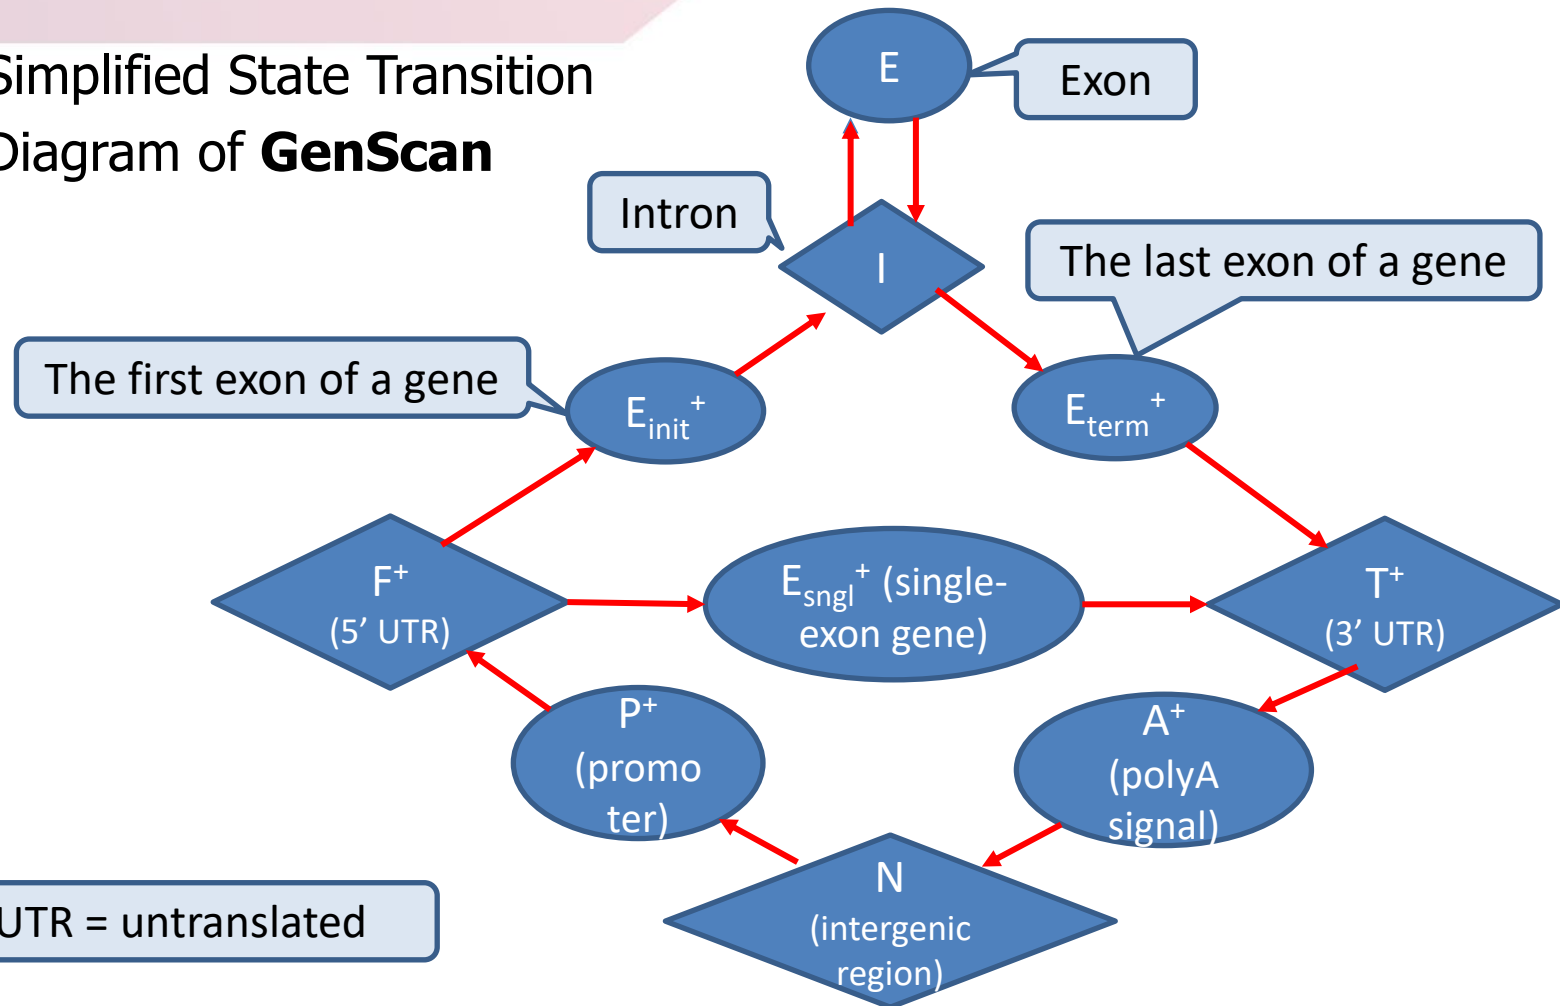 Simplified State Transition
Diagram of GenScan
E
Exon
Intron
I
The last exon of a gene
The first exon of a gene
Einit+
Eterm+
F+
(5’ UTR)
Esngl+ (single-
exon gene)
T+
(3’ UTR)
P+
(promo
ter)
A+
(polyA
signal)
N
(intergenic
region)
UTR = untranslated